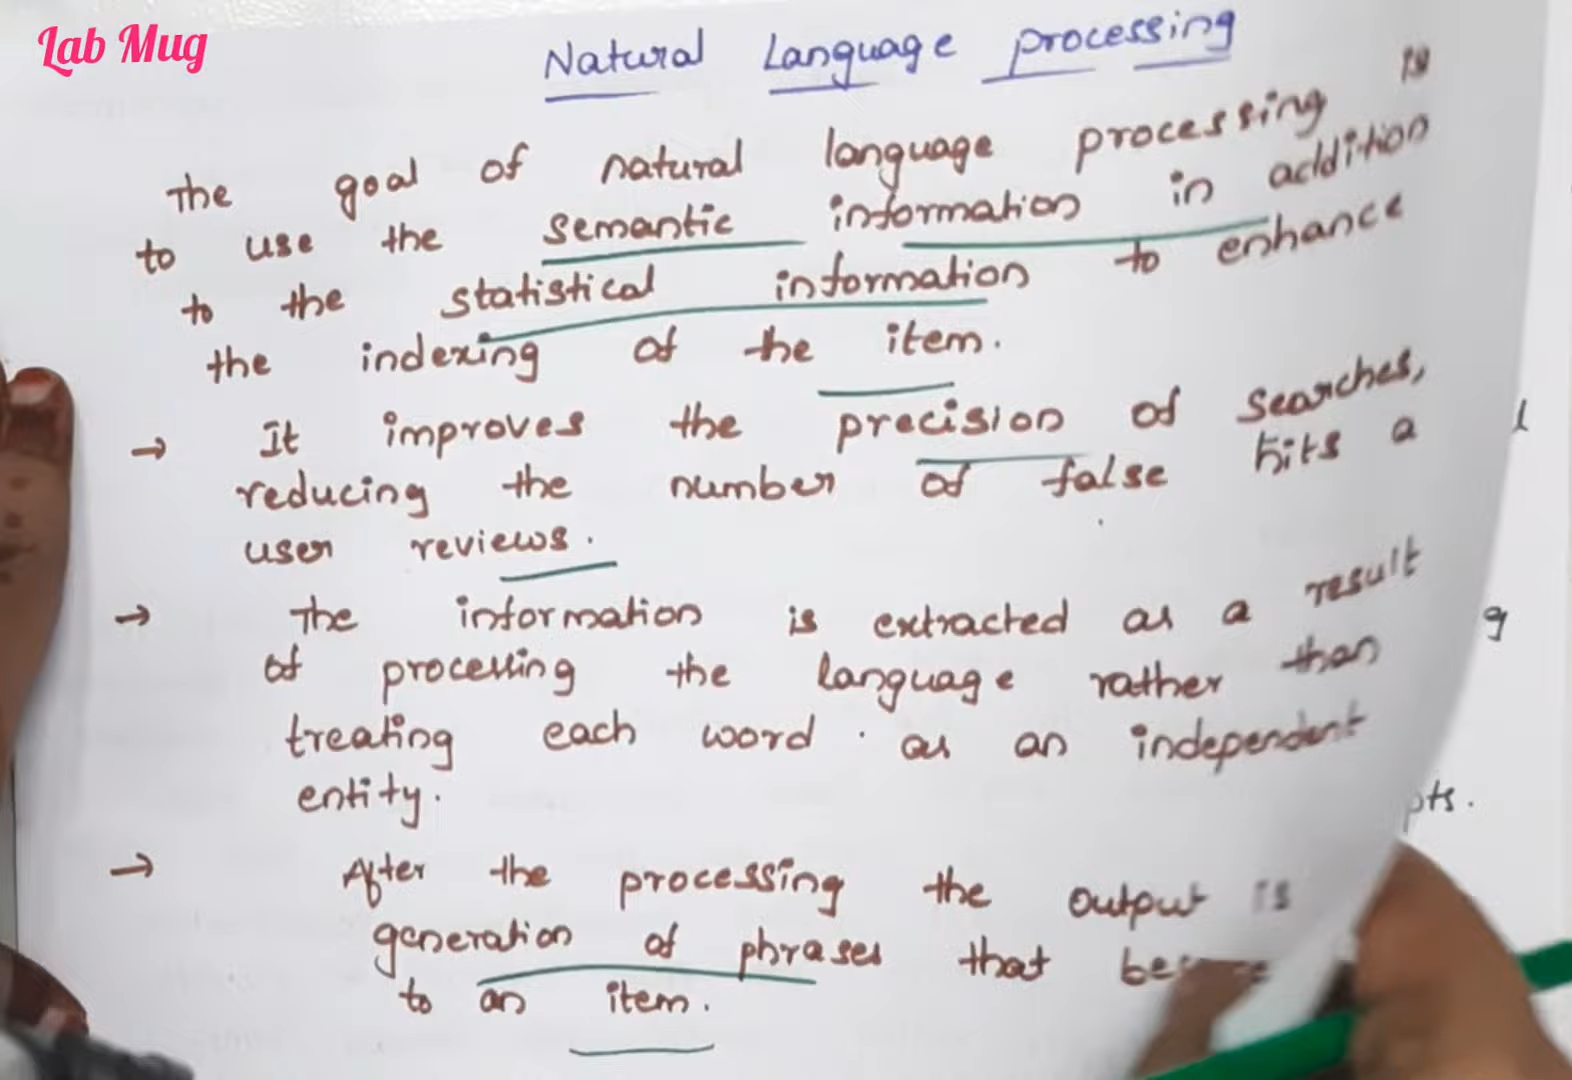 Lab Mug
Natural Language processing
The goal of natural language processing is
to use the semantic information in addition
to the statistical information to enhance
the indexing of the item.
→ It improves the precision of searches,
reducing the number of false hits a
user reviews.
→ The information is extracted as a result
of processing the language rather than
treating each word as an independent
entity.
→ After the processing the output is
generation of phrases that
to an item.
l
g
pts.